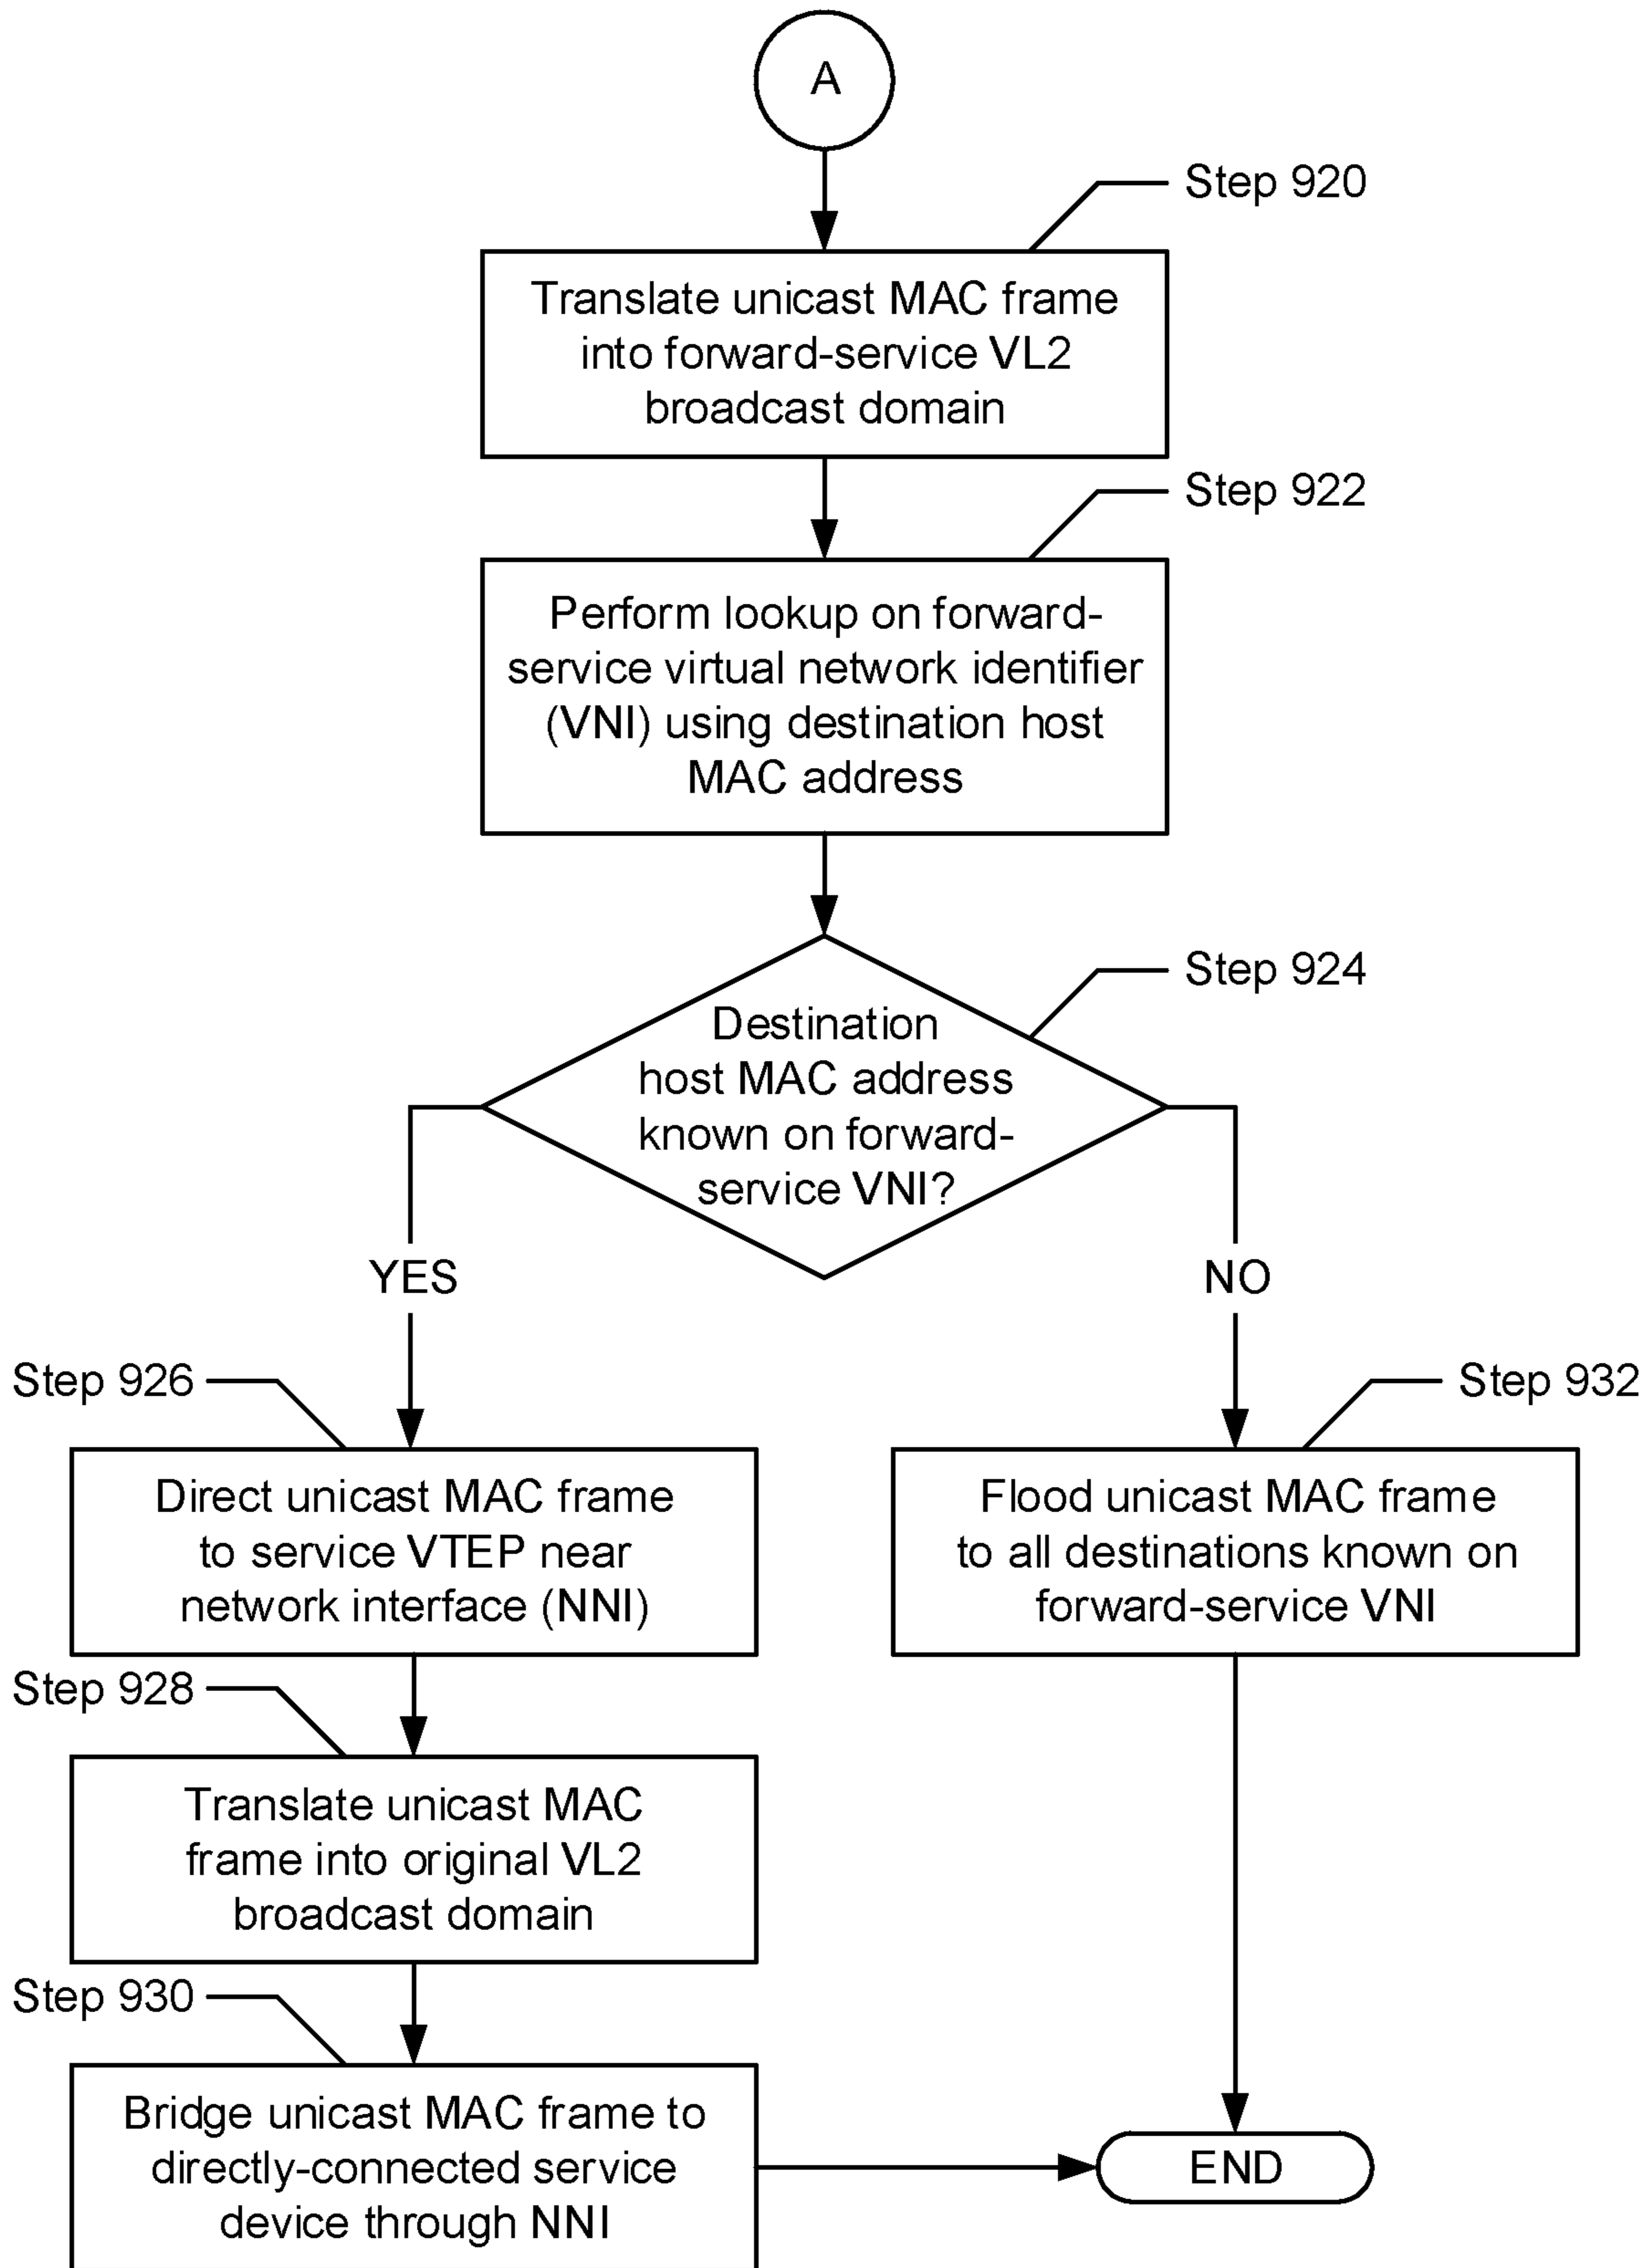 A
Step 920
Translate unicast MAC frame
into forward-service VL2
broadcast domain
Step 922
Perform lookup on forward-
service virtual network identifier
(VNI) using destination host
MAC address
Step 924
Destination
host MAC address
known on forward-
service VNI?
YES
NO
Step 926
Direct unicast MAC frame
to service VTEP near
network interface (NNI)
Step 932
Flood unicast MAC frame
to all destinations known on
forward-service VNI
Step 928
Translate unicast MAC
frame into original VL2
broadcast domain
Step 930
Bridge unicast MAC frame to
directly-connected service
device through NNI
END